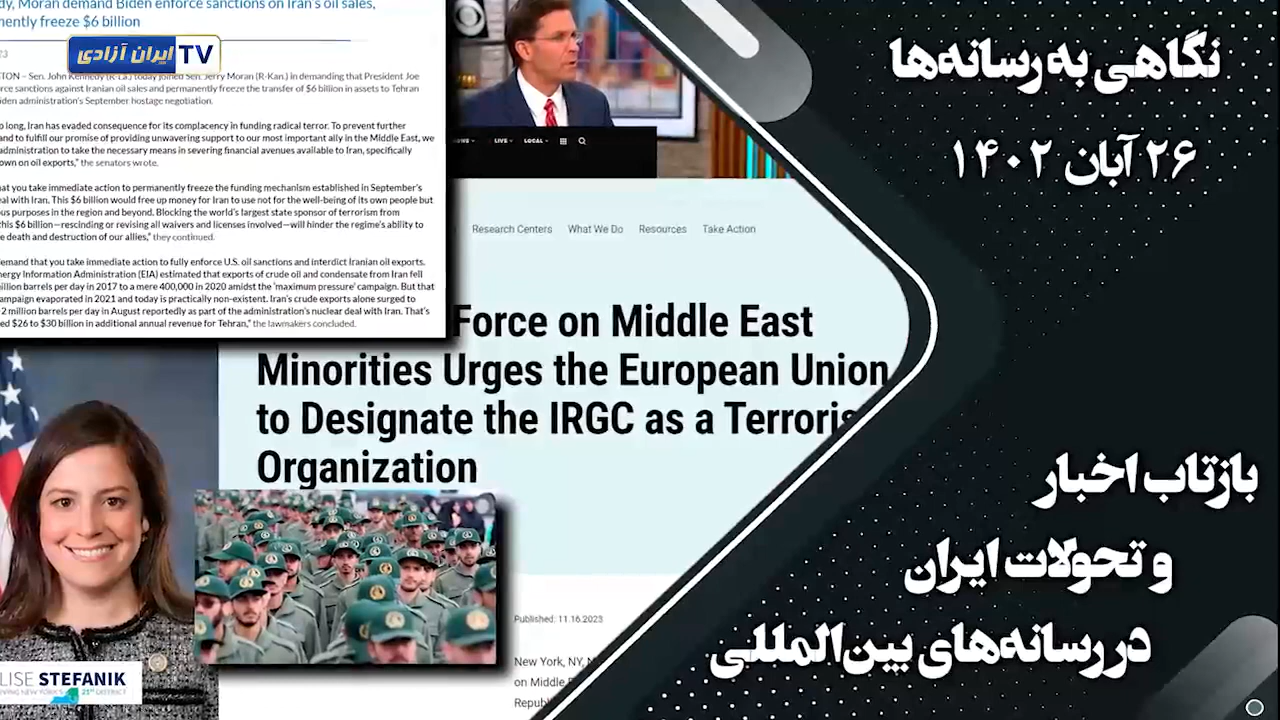 dy, Moran demand Biden enforce sanctions on Iran's oil sales,
nently freeze $6 billion
ایران آزادی TV
TON – Sen. John Kennedy (R-La.) today joined Sen. Jerry Moran (R-Kan.) in demanding that President Joe
rce sanctions against Iranian oil sales and permanently freeze the transfer of $6 billion in assets to Tehran
iden administration's September hostage negotiation.
o long, Iran has evaded consequence for its complacency in funding radical terror. To prevent further
and to fulfill our promise of providing unwavering support to our most important ally in the Middle East, we
administration to take the necessary means in severing financial avenues available to Iran, specifically
own on oil exports," the senators wrote.
at you take immediate action to permanently freeze the funding mechanism established in September's
eal with Iran. This $6 billion would free up money for Iran to use not for the well-being of its own people but
us purposes in the region and beyond. Blocking the world's largest state sponsor of terrorism from
his $6 billion—rescinding or revising all waivers and licenses involved—will hinder the regime's ability to
e death and destruction of our allies," they continued.
demand that you take immediate action to fully enforce U.S. oil sanctions and interdict Iranian oil exports.
nergy Information Administration (EIA) estimated that exports of crude oil and condensate from Iran fell
illion barrels per day in 2017 to a mere 400,000 in 2020 amidst the 'maximum pressure' campaign. But that
ampaign evaporated in 2021 and today is practically non-existent. Iran's crude exports alone surged to
2 million barrels per day in August reportedly as part of the administration's nuclear deal with Iran. That's
ed $26 to $30 billion in additional annual revenue for Tehran," the lawmakers concluded.
LIVE LOCAL
Research Centers What We Do Resources Take Action
Force on Middle East
Minorities Urges the European Union
to Designate the IRGC as a Terroris
Organization
Published: 11.16.2023
New York, NY, N
on Middle E
Republ
LISE STEFANIK
VING NEW YORK'S 21ST DISTRICT
نگاهی به رسانه‌ها
۲۶ آبان ۱۴۰۲
بازتاب اخبار
و تحولات ایران
در رسانه‌های بین‌المللی